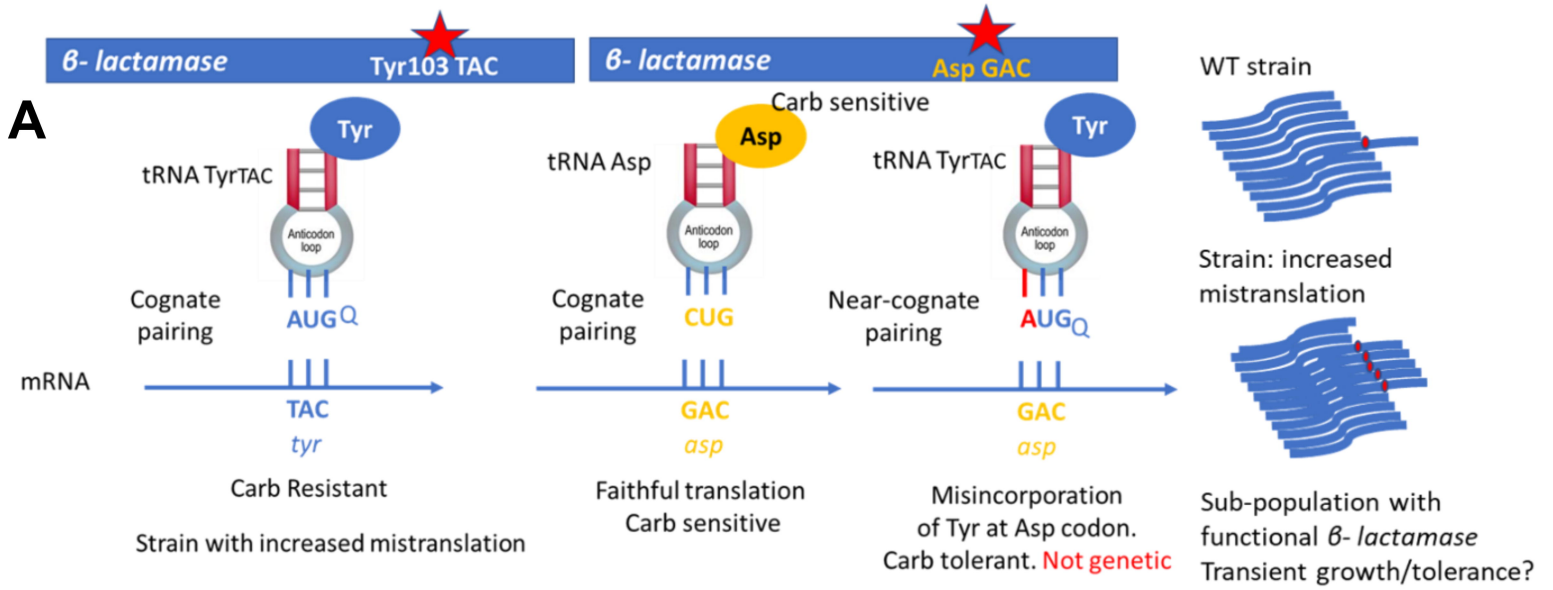 A
β- lactamase
Tyr103 TAC
Tyr
tRNA TyrTAC
Anticodon
loop
Cognate
pairing
AUGQ
mRNA
TAC
tyr
Carb Resistant
Strain with increased mistranslation
β- lactamase
Asp GAC
Carb sensitive
Asp
tRNA Asp
Anticodon
loop
Cognate
pairing
CUG
GAC
asp
Faithful translation
Carb sensitive
Tyr
tRNA TyrTAC
Anticodon
loop
Near-cognate
pairing
AUGQ
GAC
asp
Misincorporation
of Tyr at Asp codon.
Carb tolerant. Not genetic
WT strain
Strain: increased
mistranslation
Sub-population with
functional β- lactamase
Transient growth/tolerance?